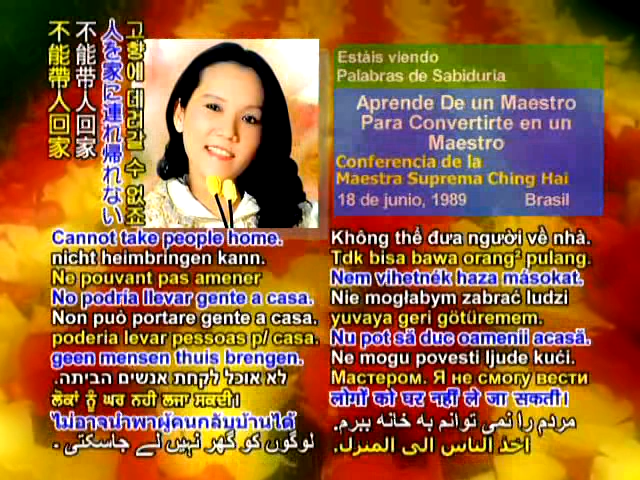 고향에 데려갈 수 없죠
人を家に連れ帰れない
不能带人回家
不能帶人回家
Estáis viendo
Palabras de Sabiduria
Aprende De un Maestro
Para Convertirte en un
Maestro
Conferencia de la
Maestra Suprema Ching Hai
18 de junio, 1989 Brasil
Cannot take people home.
nicht heimbringen kann.
Ne pouvant pas amener
No podría llevar gente a casa.
Non può portare gente a casa.
poderia levar pessoas p/ casa.
geen mensen thuis brengen.
לא אוכל לקחת אנשים הביתה.
ਲੋਕਾਂ ਨੂੰ ਘਰ ਨਹੀ ਲਜਾ ਸਕਦੀ।
ไม่อาจนำพาผู้คนกลับบ้านได้
لوگوں کو گھر نہیں لے جاسکتی ۔
Không thể đưa người về nhà.
Tdk bisa bawa orang² pulang.
Nem vihetnék haza másokat.
Nie mogłabym zabrać ludzi
yuvaya geri götüremem.
Nu pot să duc oamenii acasă.
Ne mogu povesti ljude kući.
Мастером. Я не смогу вести
लोगों को घर नहीं ले जा सकती।
مردم را نمی توانم به خانه ببرم.
اخذ الناس الى المنزل.